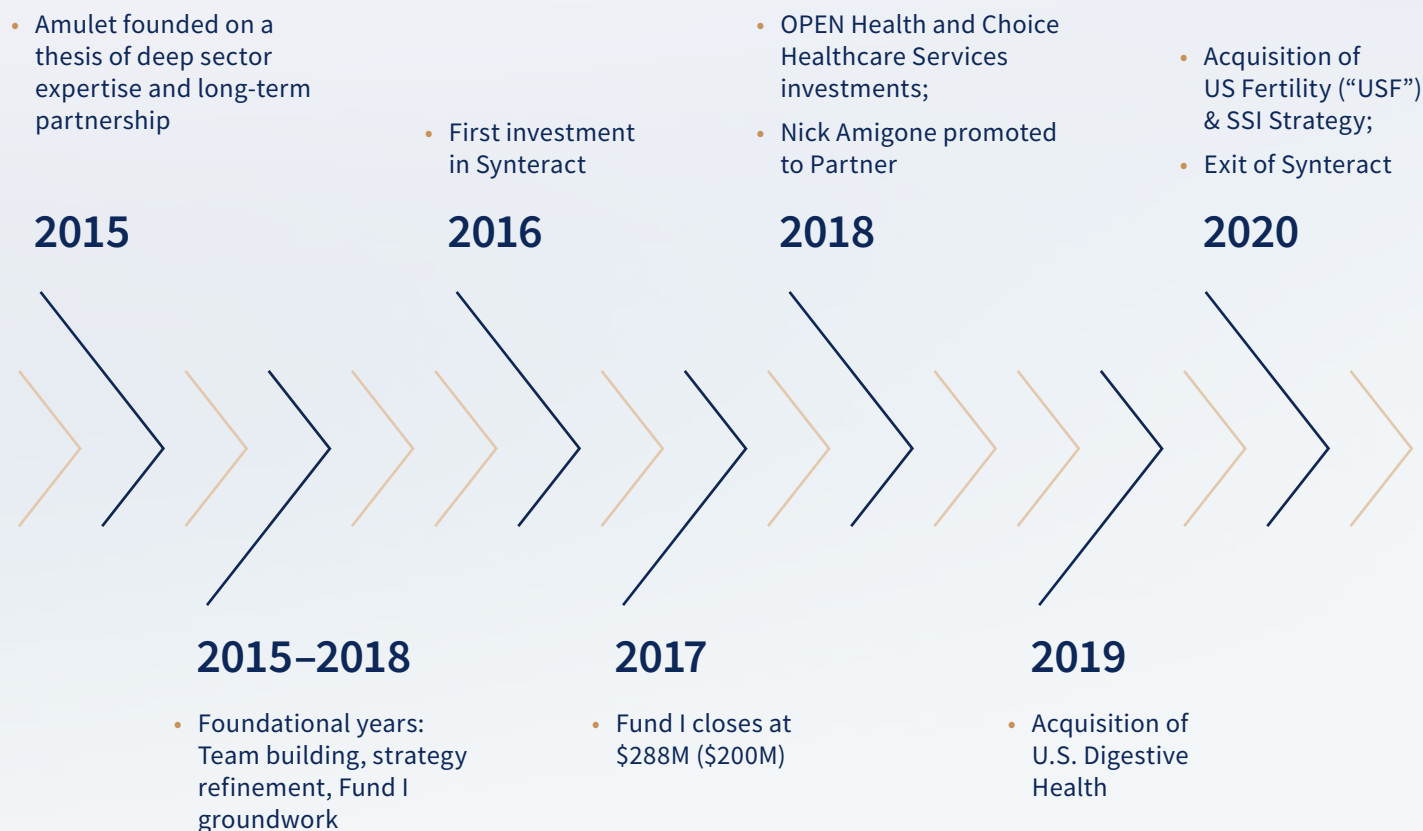 • Amulet founded on a
thesis of deep sector
expertise and long-term
partnership
2015
• First investment
in Synteract
2016
• OPEN Health and Choice
Healthcare Services
investments;
• Nick Amigone promoted
to Partner
2018
• Acquisition of
US Fertility (“USF”)
& SSI Strategy;
• Exit of Synteract
2020
2015–2018
• Foundational years:
Team building, strategy
refinement, Fund I
groundwork
2017
• Fund I closes at
$288M ($200M)
2019
• Acquisition of
U.S. Digestive
Health